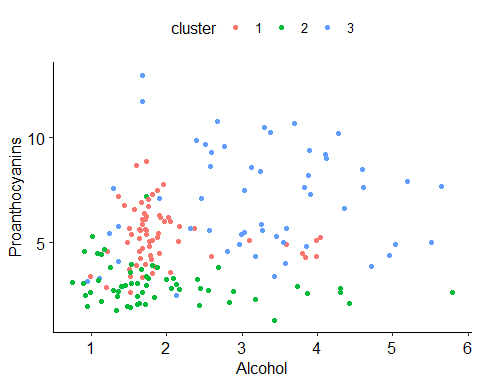 cluster 1 2 3
Proanthocyanins
10
5
1 2 3 4 5 6
Alcohol